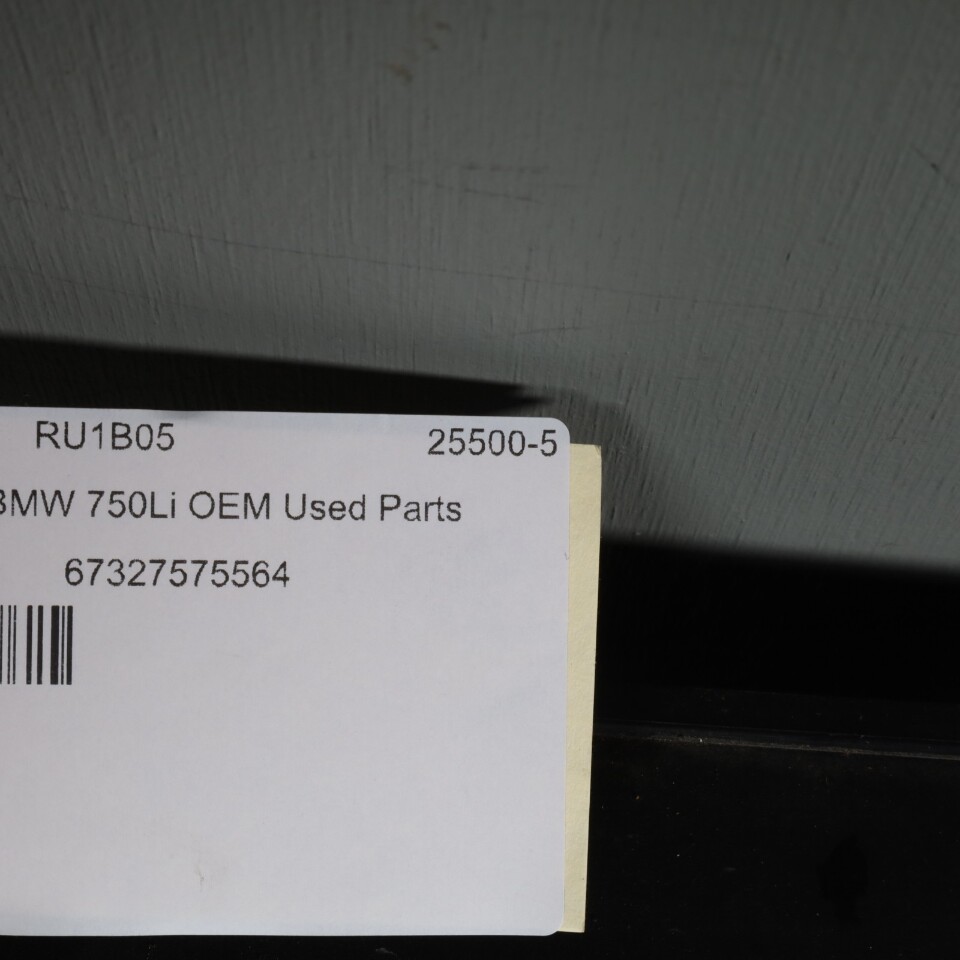 RU1B05 25500-5
BMW 750Li OEM Used Parts
67327575564